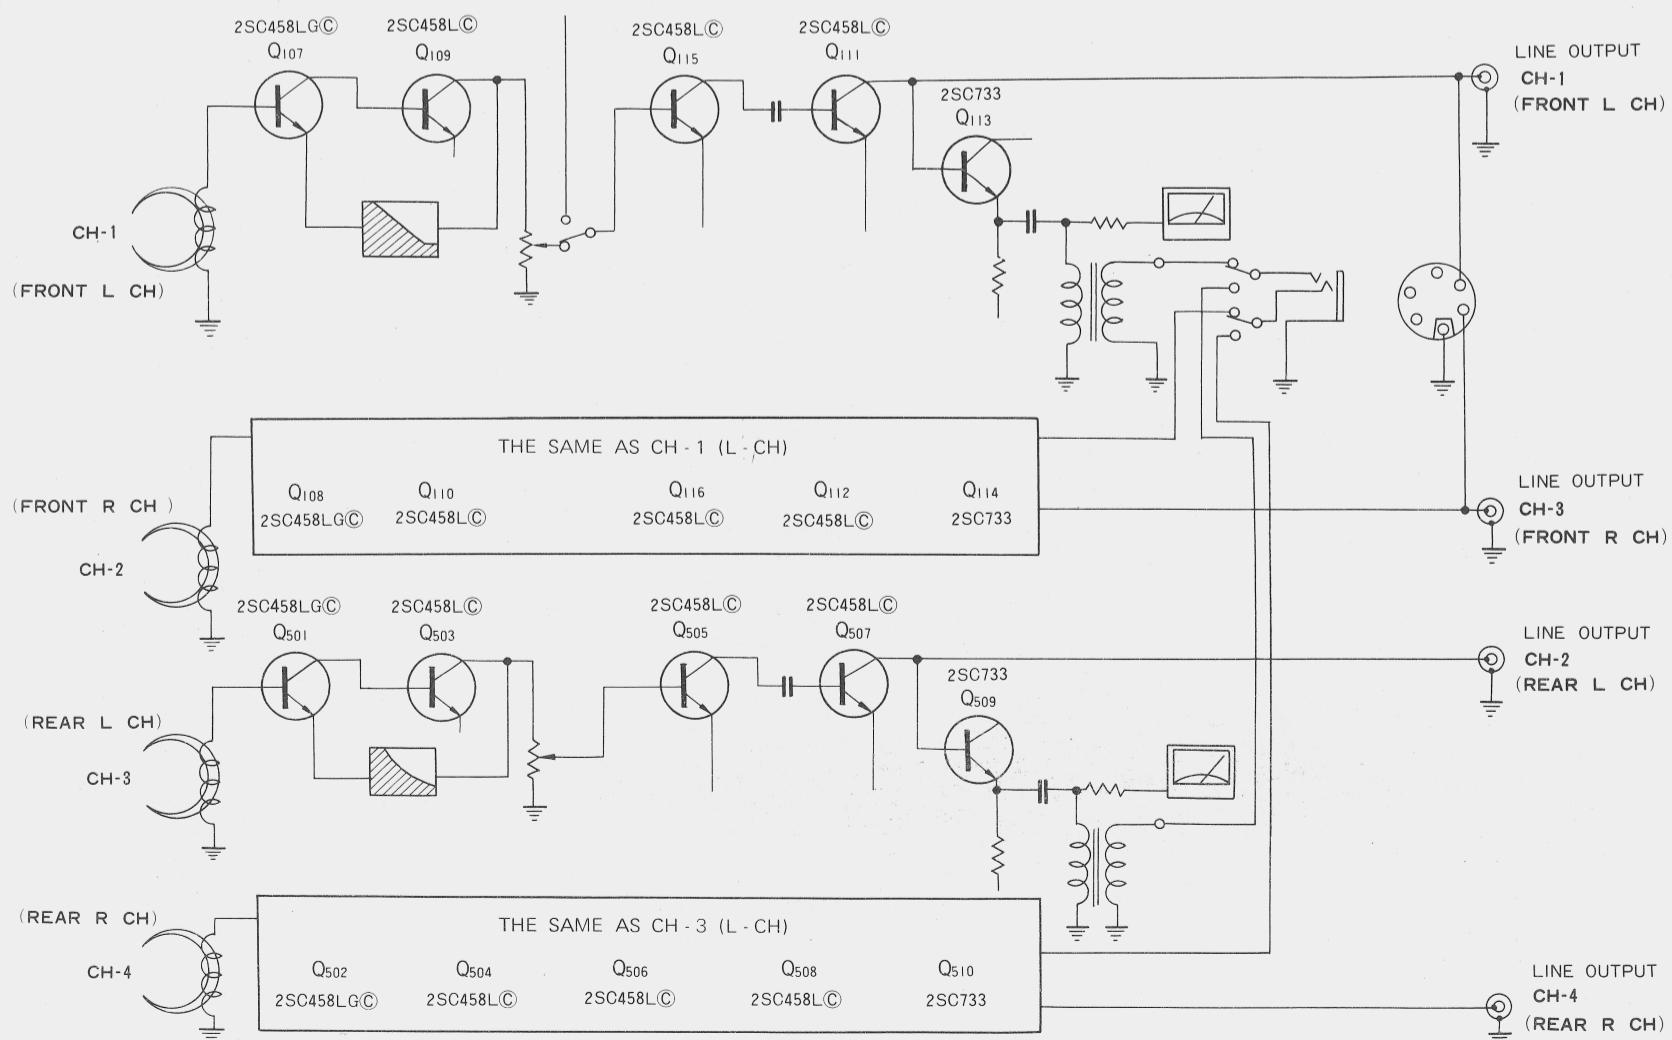 2SC458LGⒸ
Q107
2SC458LⒸ
Q109
2SC458LⒸ
Q115
2SC458LⒸ
Q111
2SC733
Q113
LINE OUTPUT
CH-1
(FRONT L CH)
CH-1
(FRONT L CH)
THE SAME AS CH-1 (L-CH)
Q108
2SC458LGⒸ
Q110
2SC458LⒸ
Q116
2SC458LⒸ
Q112
2SC458LⒸ
Q114
2SC733
(FRONT R CH)
CH-2
LINE OUTPUT
CH-3
(FRONT R CH)
2SC458LGⒸ
Q501
2SC458LⒸ
Q503
2SC458LⒸ
Q505
2SC458LⒸ
Q507
2SC733
Q509
LINE OUTPUT
CH-2
(REAR L CH)
(REAR L CH)
CH-3
(REAR R CH)
CH-4
THE SAME AS CH-3 (L-CH)
Q502
2SC458LGⒸ
Q504
2SC458LⒸ
Q506
2SC458LⒸ
Q508
2SC458LⒸ
Q510
2SC733
LINE OUTPUT
CH-4
(REAR R CH)